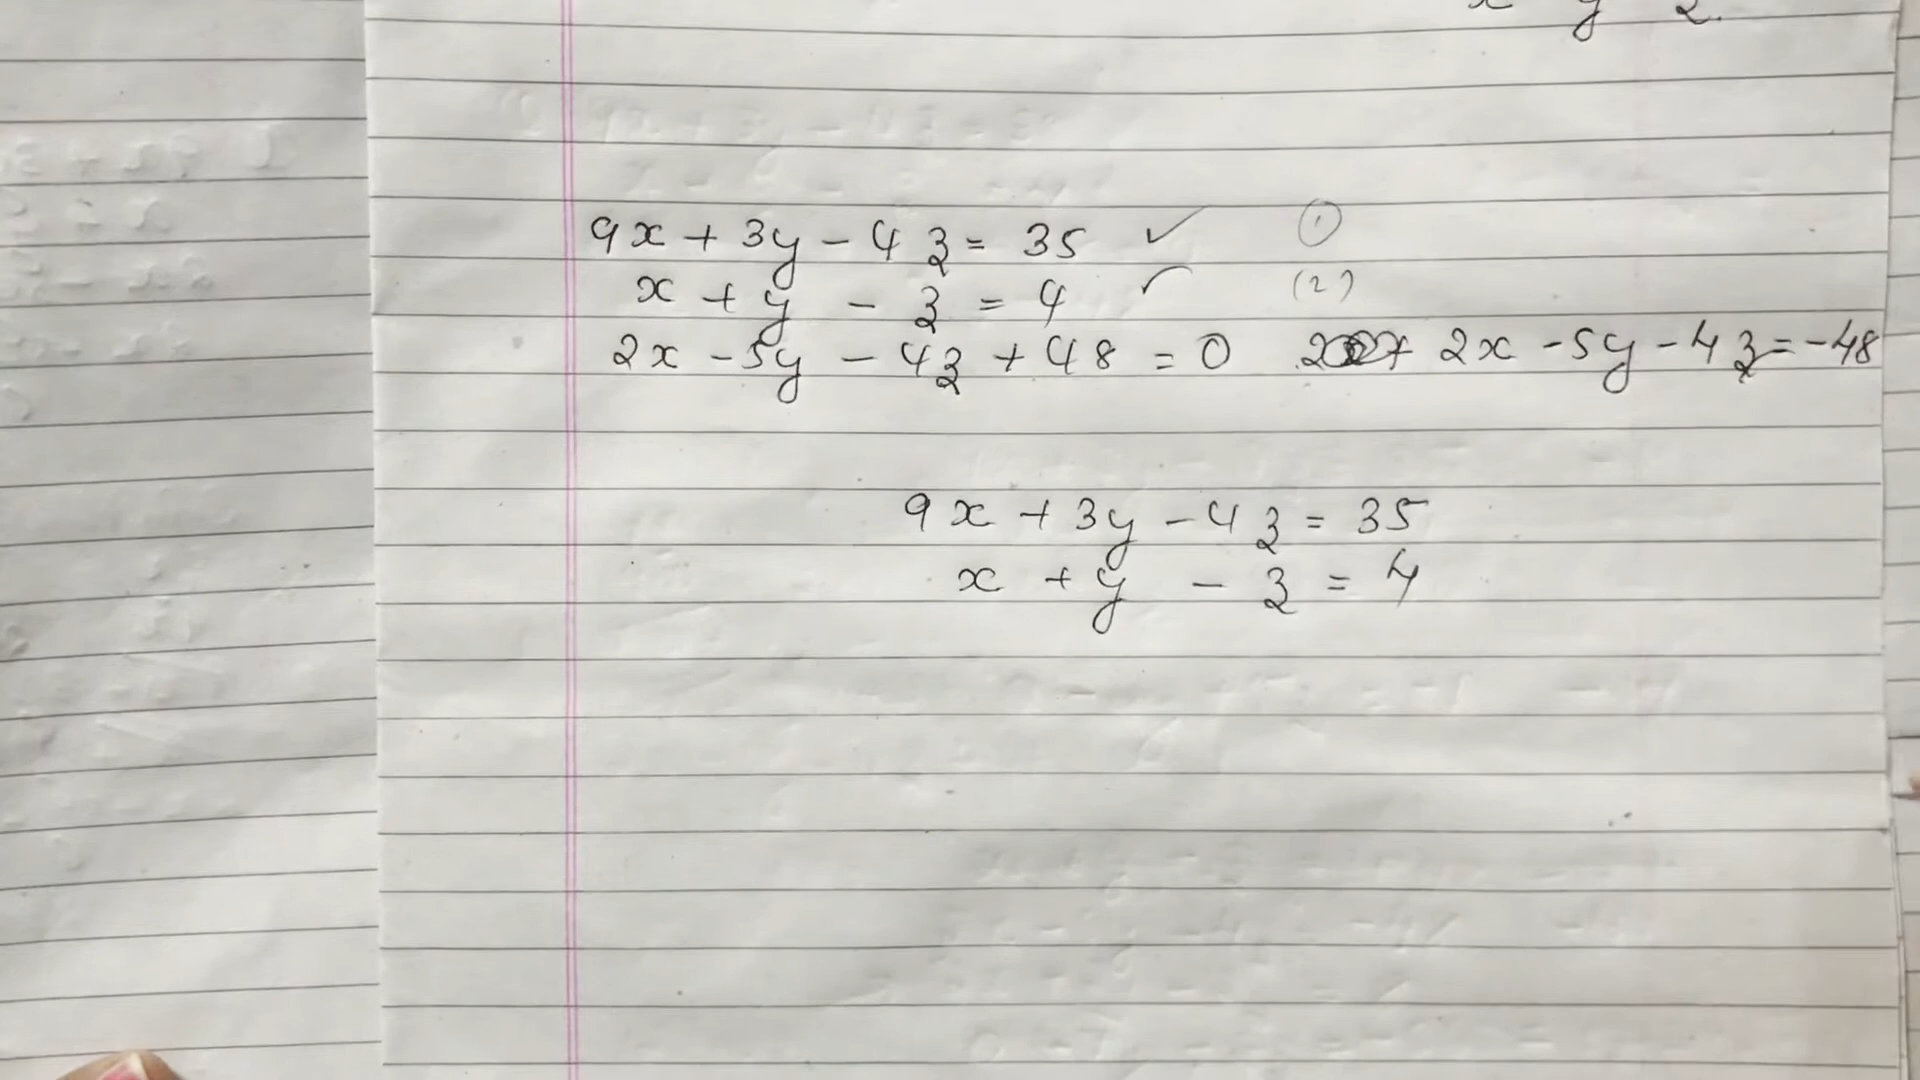 x y 2.
9x + 3y - 4z = 35 ✓ (1)
x + y - z = 4 ✓ (2)
2x - 5y - 4z + 48 = 0 2x - 5y - 4z = -48
9x + 3y - 4z = 35
x + y - z = 4